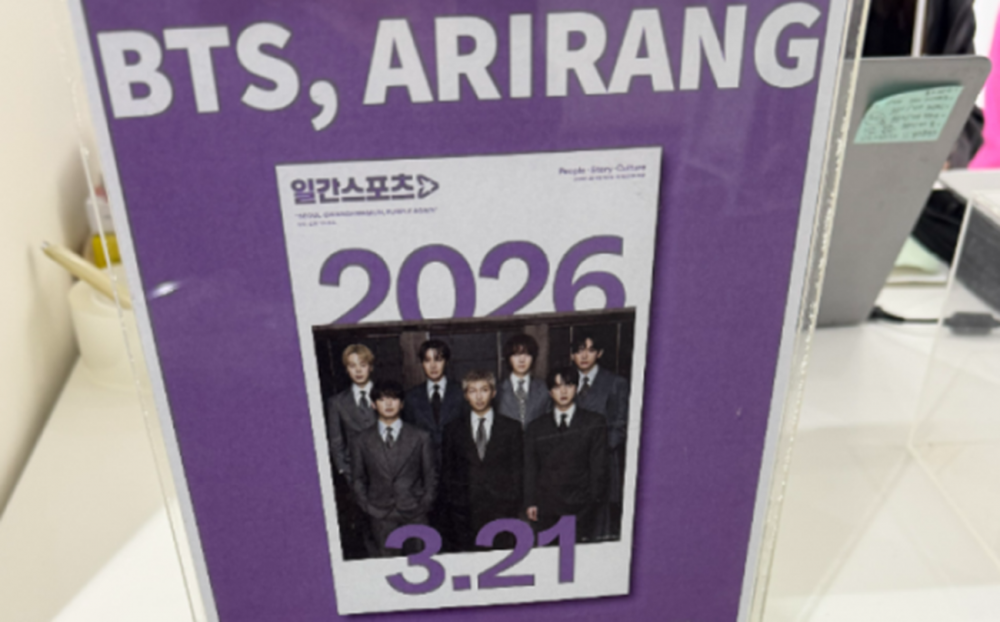 BTS, ARIRANG
일간스포츠
People · Story · Culture
2026
3.21